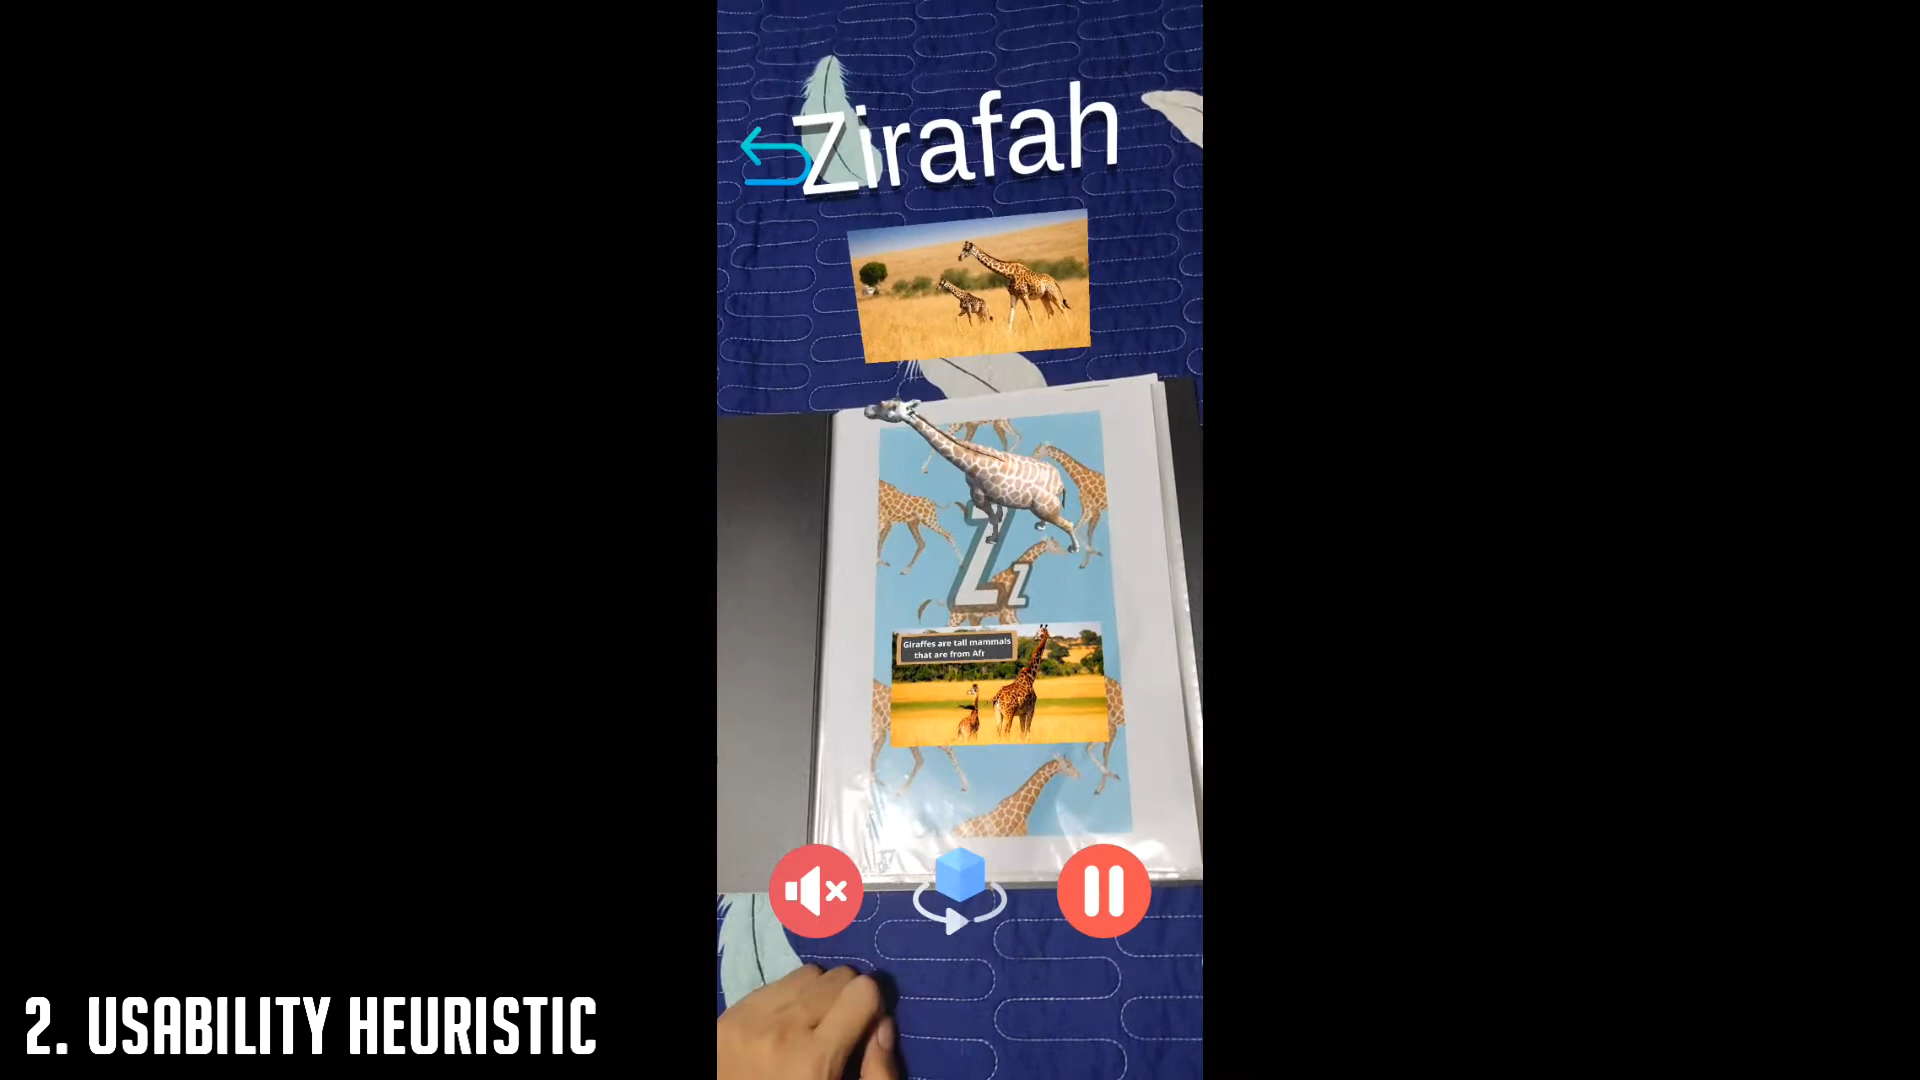 Zirafah
Zz
Giraffes are tall mammals
that are from Afr
2. USABILITY HEURISTIC